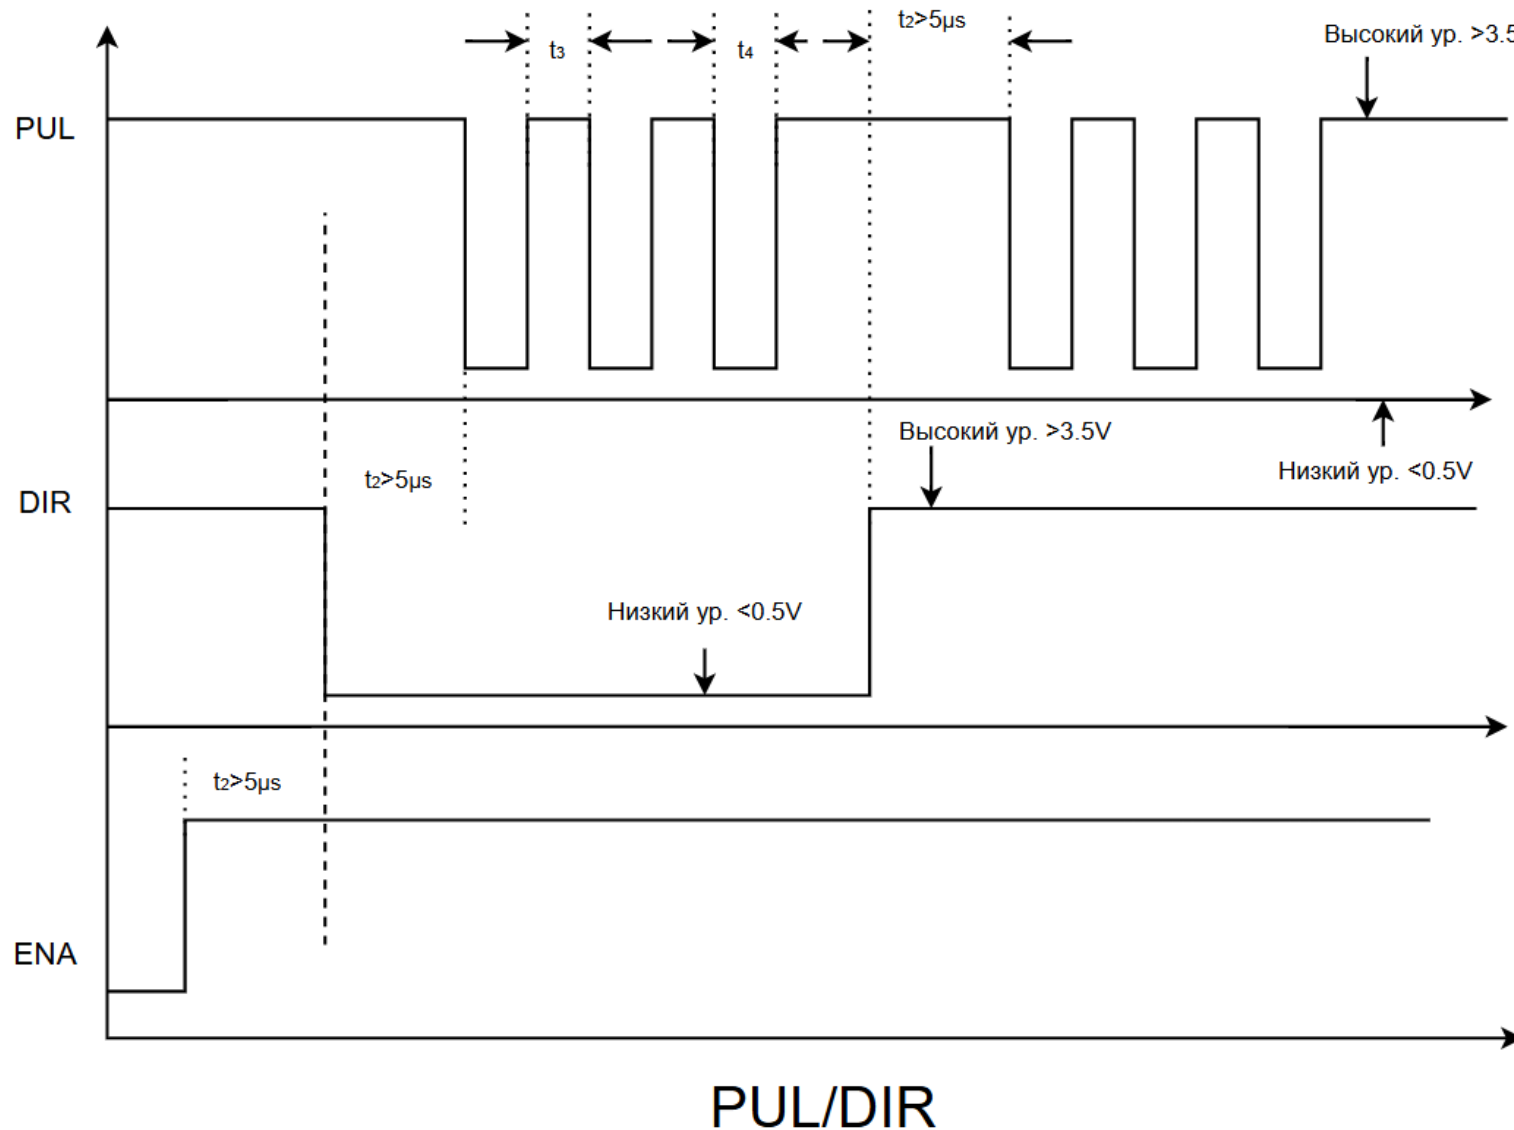 t₂>5µs
Высокий ур. >3.5
t₃
t₄
PUL
Высокий ур. >3.5V
t₂>5µs
Низкий ур. <0.5V
DIR
Низкий ур. <0.5V
t₂>5µs
ENA
PUL/DIR